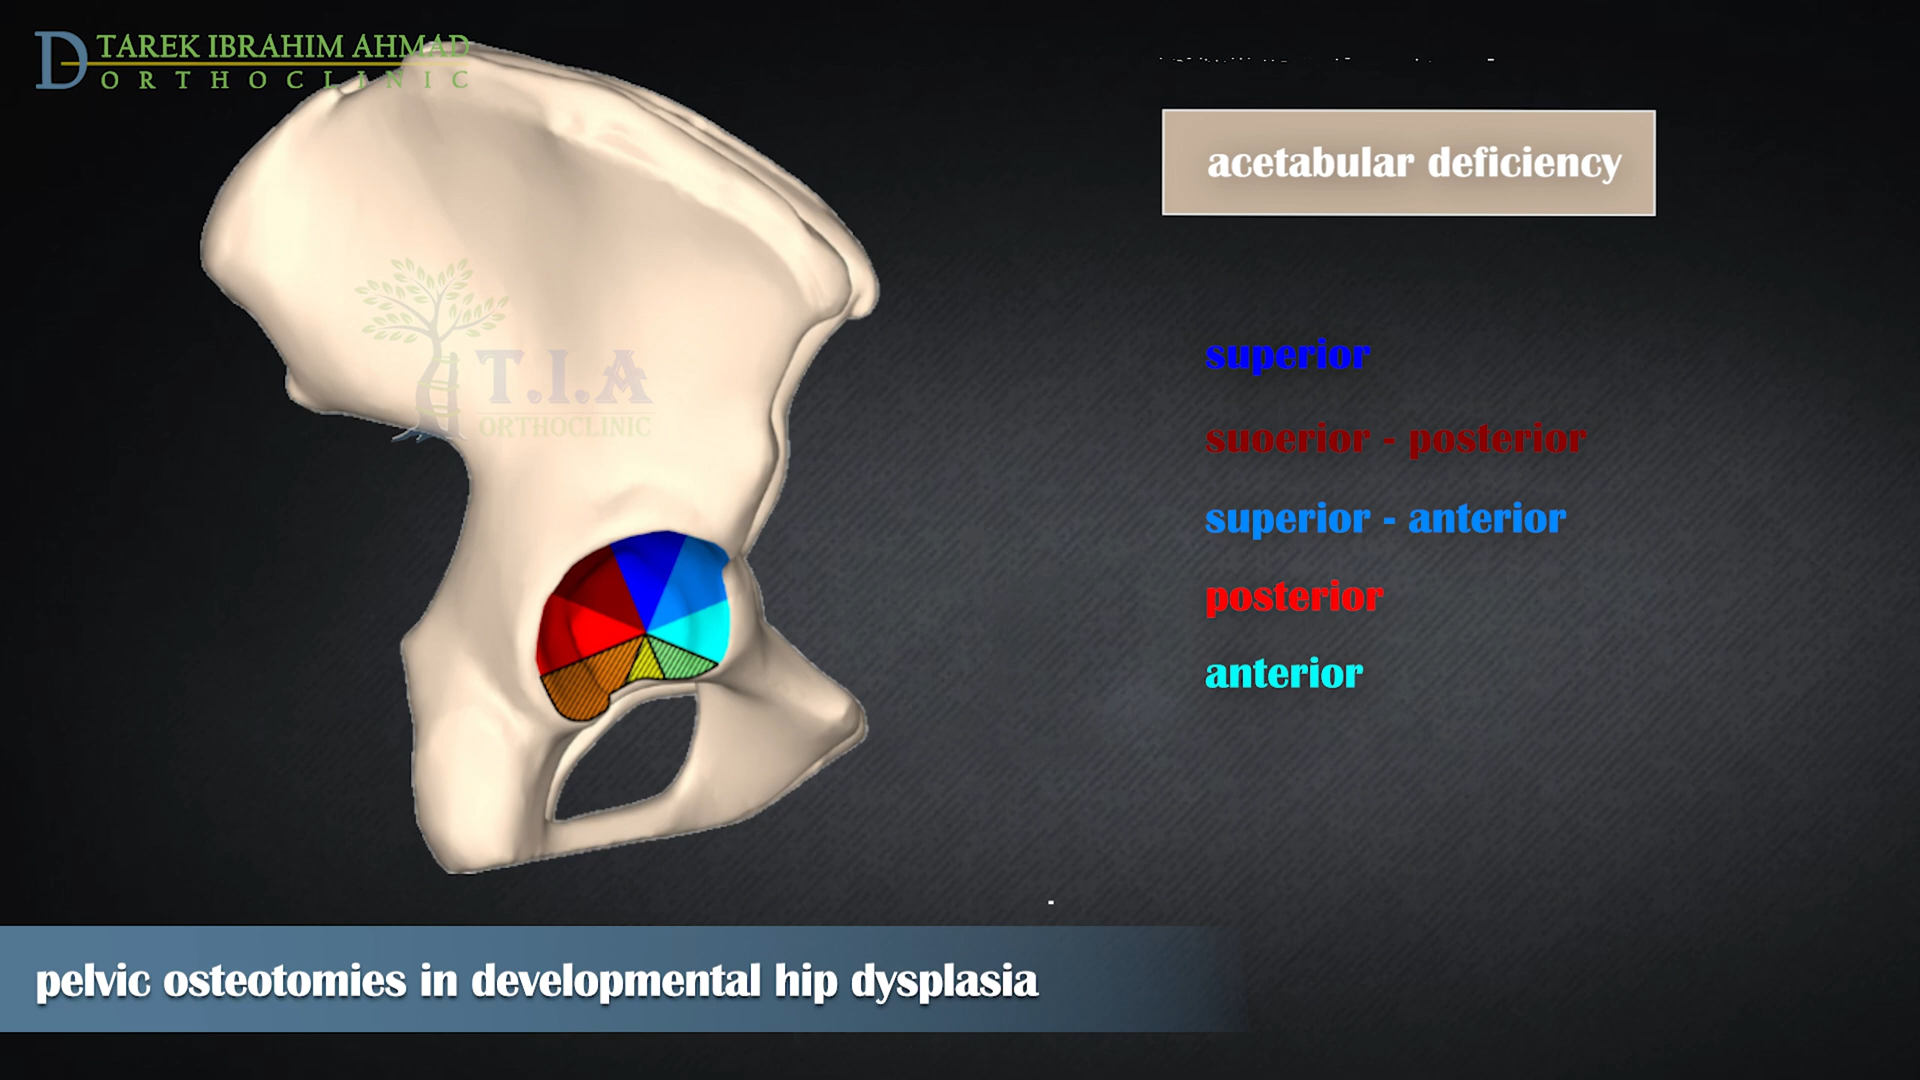 D TAREK IBRAHIM AHMAD
ORTHOCLINIC
acetabular deficiency
superior
suoerior - posterior
superior - anterior
posterior
anterior
T.I.A
ORTHOCLINIC
pelvic osteotomies in developmental hip dysplasia